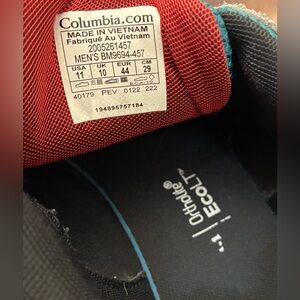 Columbia.com
MADE IN VIETNAM
Fabriqué Au Vietnam
2005261457
MEN'S BM9694-457
USA UK EUR CM
11 10 44 29
40179 PEV 0122 222
194895757184
Ortholite®
ECOLT™